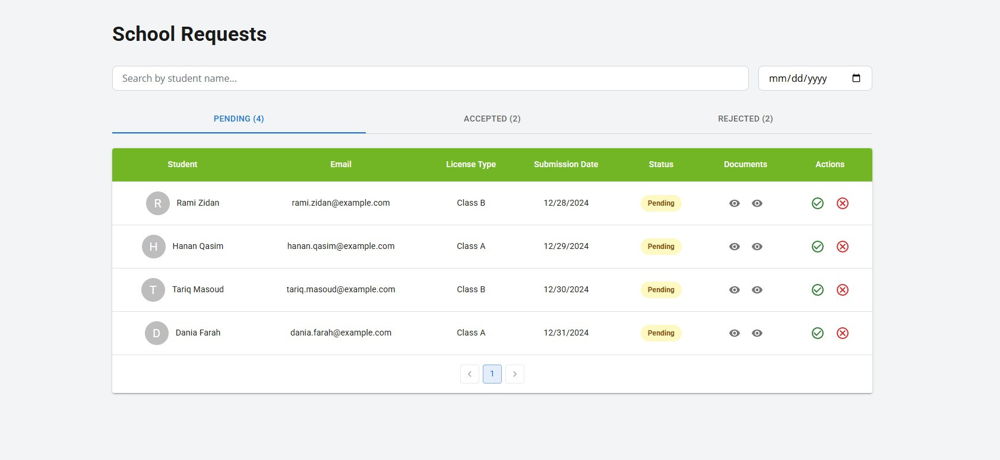 School Requests
Search by student name... mm/dd/yyyy
PENDING (4) ACCEPTED (2) REJECTED (2)
Student Email License Type Submission Date Status Documents Actions
R Rami Zidan rami.zidan@example.com Class B 12/28/2024 Pending
H Hanan Qasim hanan.qasim@example.com Class A 12/29/2024 Pending
T Tariq Masoud tariq.masoud@example.com Class B 12/30/2024 Pending
D Dania Farah dania.farah@example.com Class A 12/31/2024 Pending
1